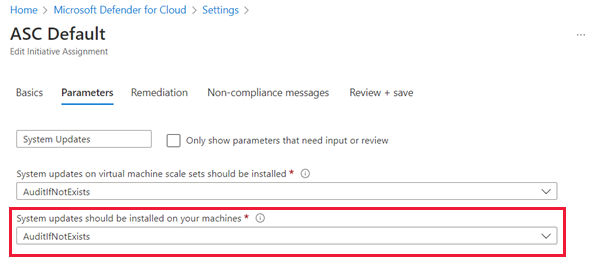 Home > Microsoft Defender for Cloud > Settings >
ASC Default
...
Edit Initiative Assignment
Basics Parameters Remediation Non-compliance messages Review + save
System Updates Only show parameters that need input or review
System updates on virtual machine scale sets should be installed *
AuditIfNotExists
System updates should be installed on your machines *
AuditIfNotExists